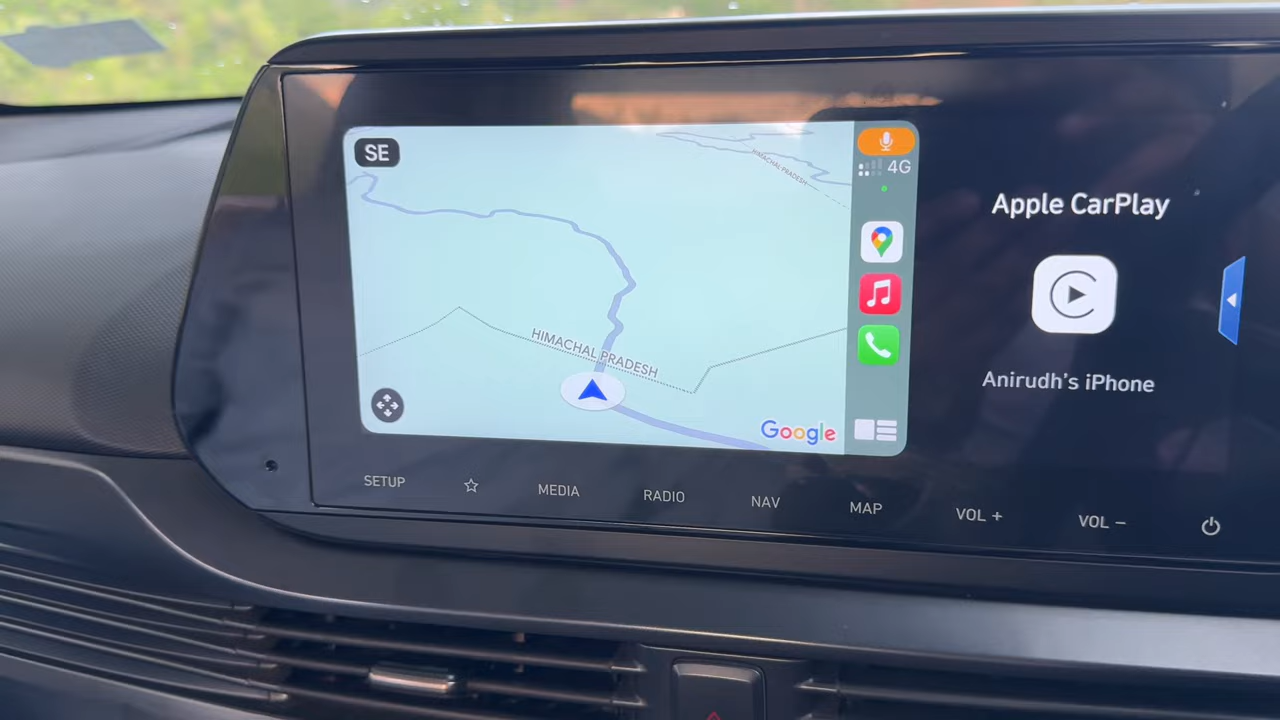 SE
HIMACHAL PRADESH
4G
HIMACHAL PRADESH
Google
Apple CarPlay
Anirudh's iPhone
SETUP
MEDIA
RADIO
NAV
MAP
VOL +
VOL −